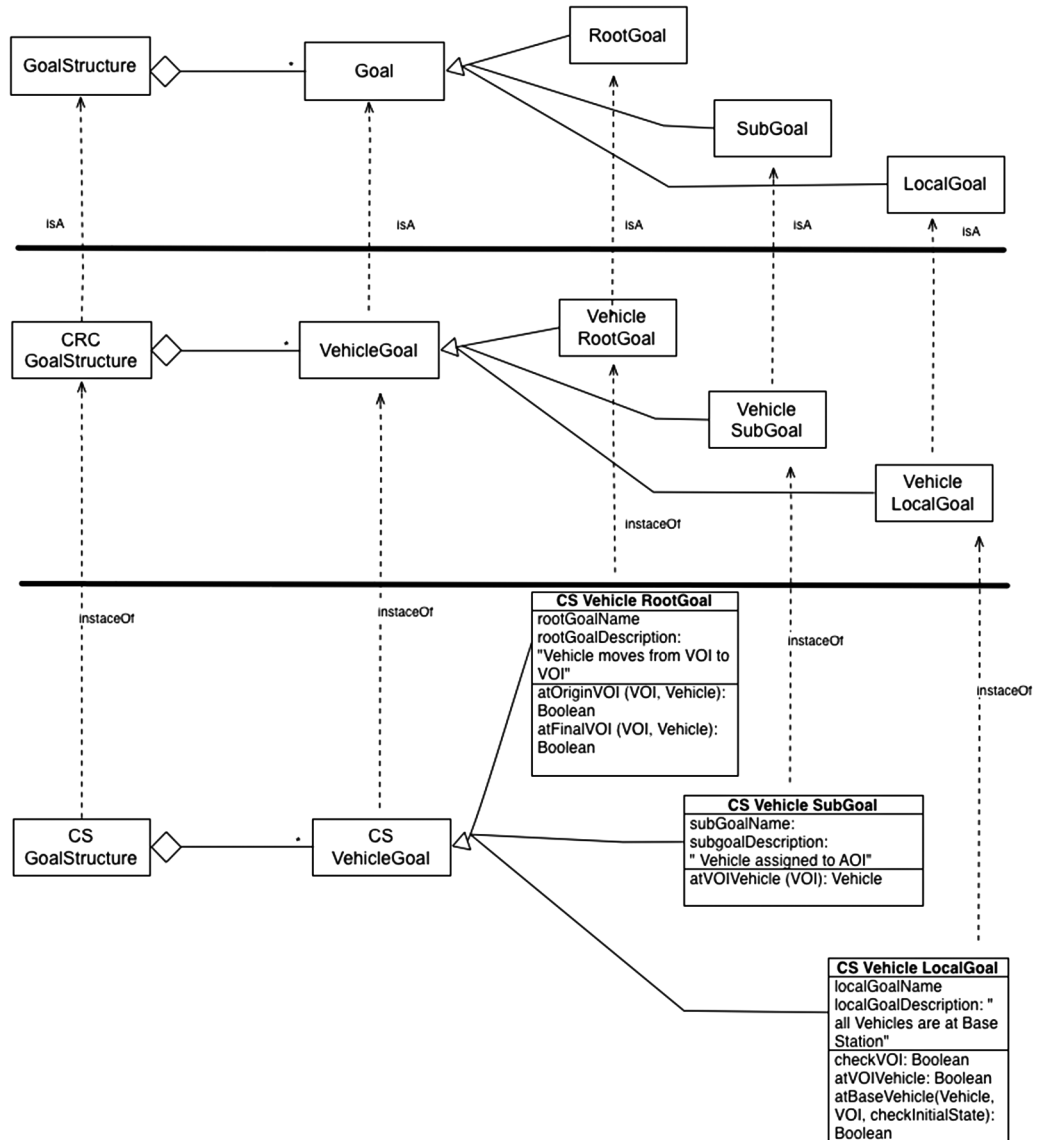 RootGoal
GoalStructure
*
Goal
SubGoal
LocalGoal
isA
isA
isA
isA
isA
CRC
GoalStructure
*
VehicleGoal
Vehicle
RootGoal
Vehicle
SubGoal
Vehicle
LocalGoal
instaceOf
CS Vehicle RootGoal
rootGoalName
rootGoalDescription:
"Vehicle moves from VOI to
VOI"
atOriginVOI (VOI, Vehicle):
Boolean
atFinalVOI (VOI, Vehicle):
Boolean
instaceOf
instaceOf
instaceOf
instaceOf
CS
GoalStructure
*
CS
VehicleGoal
CS Vehicle SubGoal
subGoalName:
subgoalDescription:
" Vehicle assigned to AOI"
atVOIVehicle (VOI): Vehicle
CS Vehicle LocalGoal
localGoalName
localGoalDescription: "
all Vehicles are at Base
Station"
checkVOI: Boolean
atVOIVehicle: Boolean
atBaseVehicle(Vehicle,
VOI, checkInitialState):
Boolean